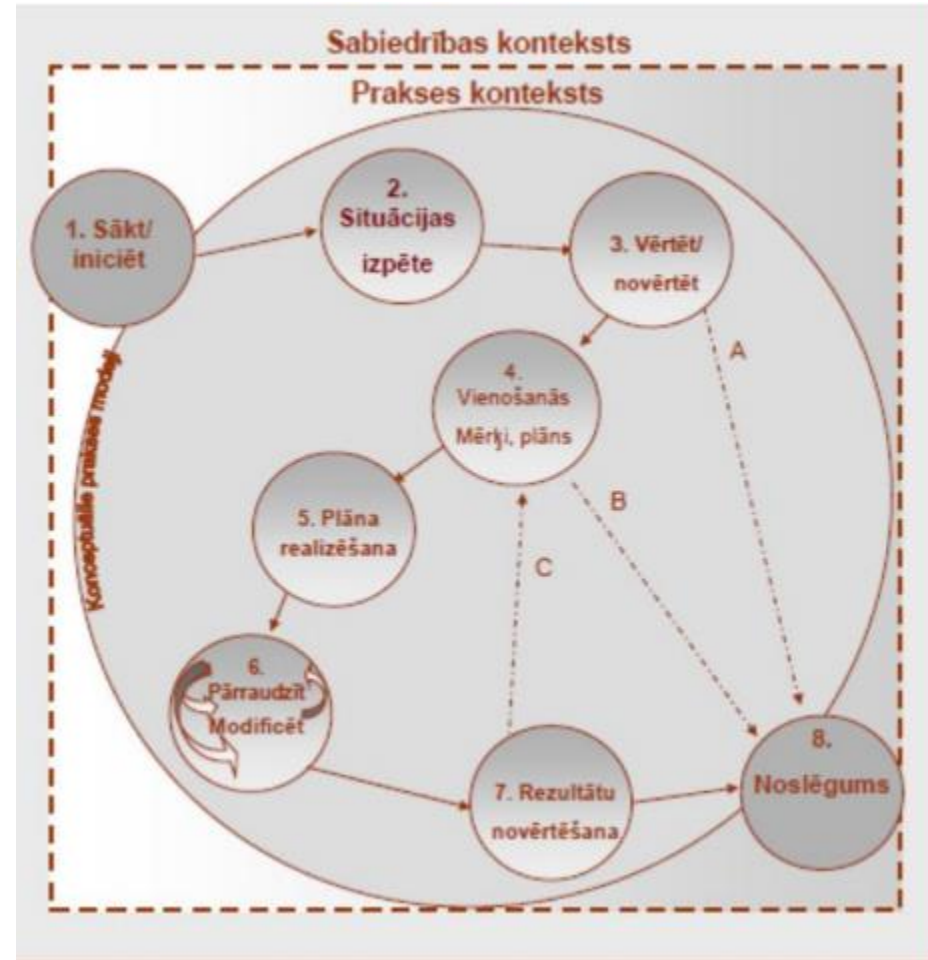 Sabiedrības konteksts
Prakses konteksts
1. Sākt/
iniciēt
2.
Situācijas
izpēte
3. Vērtēt/
novērtēt
A
4.
Vienošanās
Mērķi, plāns
B
5. Plāna
realizēšana
C
6.
Pārraudzīt
Modificēt
7. Rezultātu
novērtēšana
8.
Noslēgums
Konceptuālie prakses modeļi